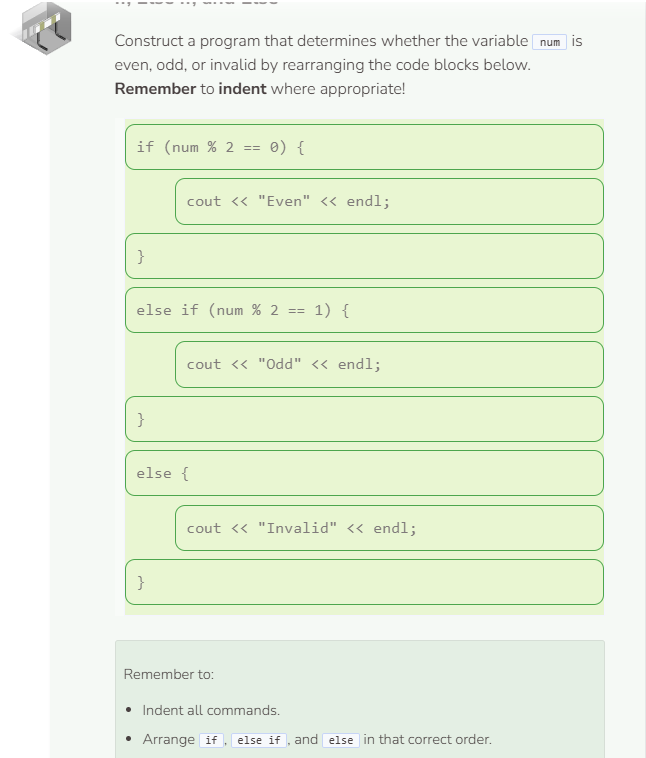 Construct a program that determines whether the variable num is
even, odd, or invalid by rearranging the code blocks below.
Remember to indent where appropriate!
if (num % 2 == 0) {
cout << "Even" << endl;
}
else if (num % 2 == 1) {
cout << "Odd" << endl;
}
else {
cout << "Invalid" << endl;
}
Remember to:
Indent all commands.
Arrange if, else if, and else in that correct order.